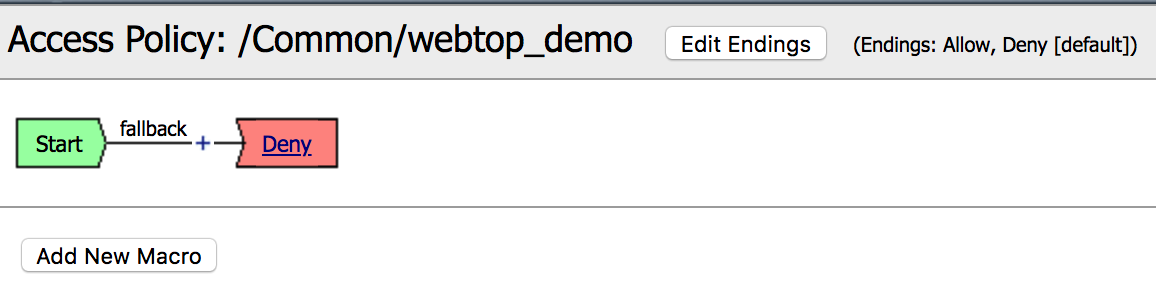 Access Policy: /Common/webtop_demo Edit Endings (Endings: Allow, Deny [default])
Start fallback + Deny
Add New Macro